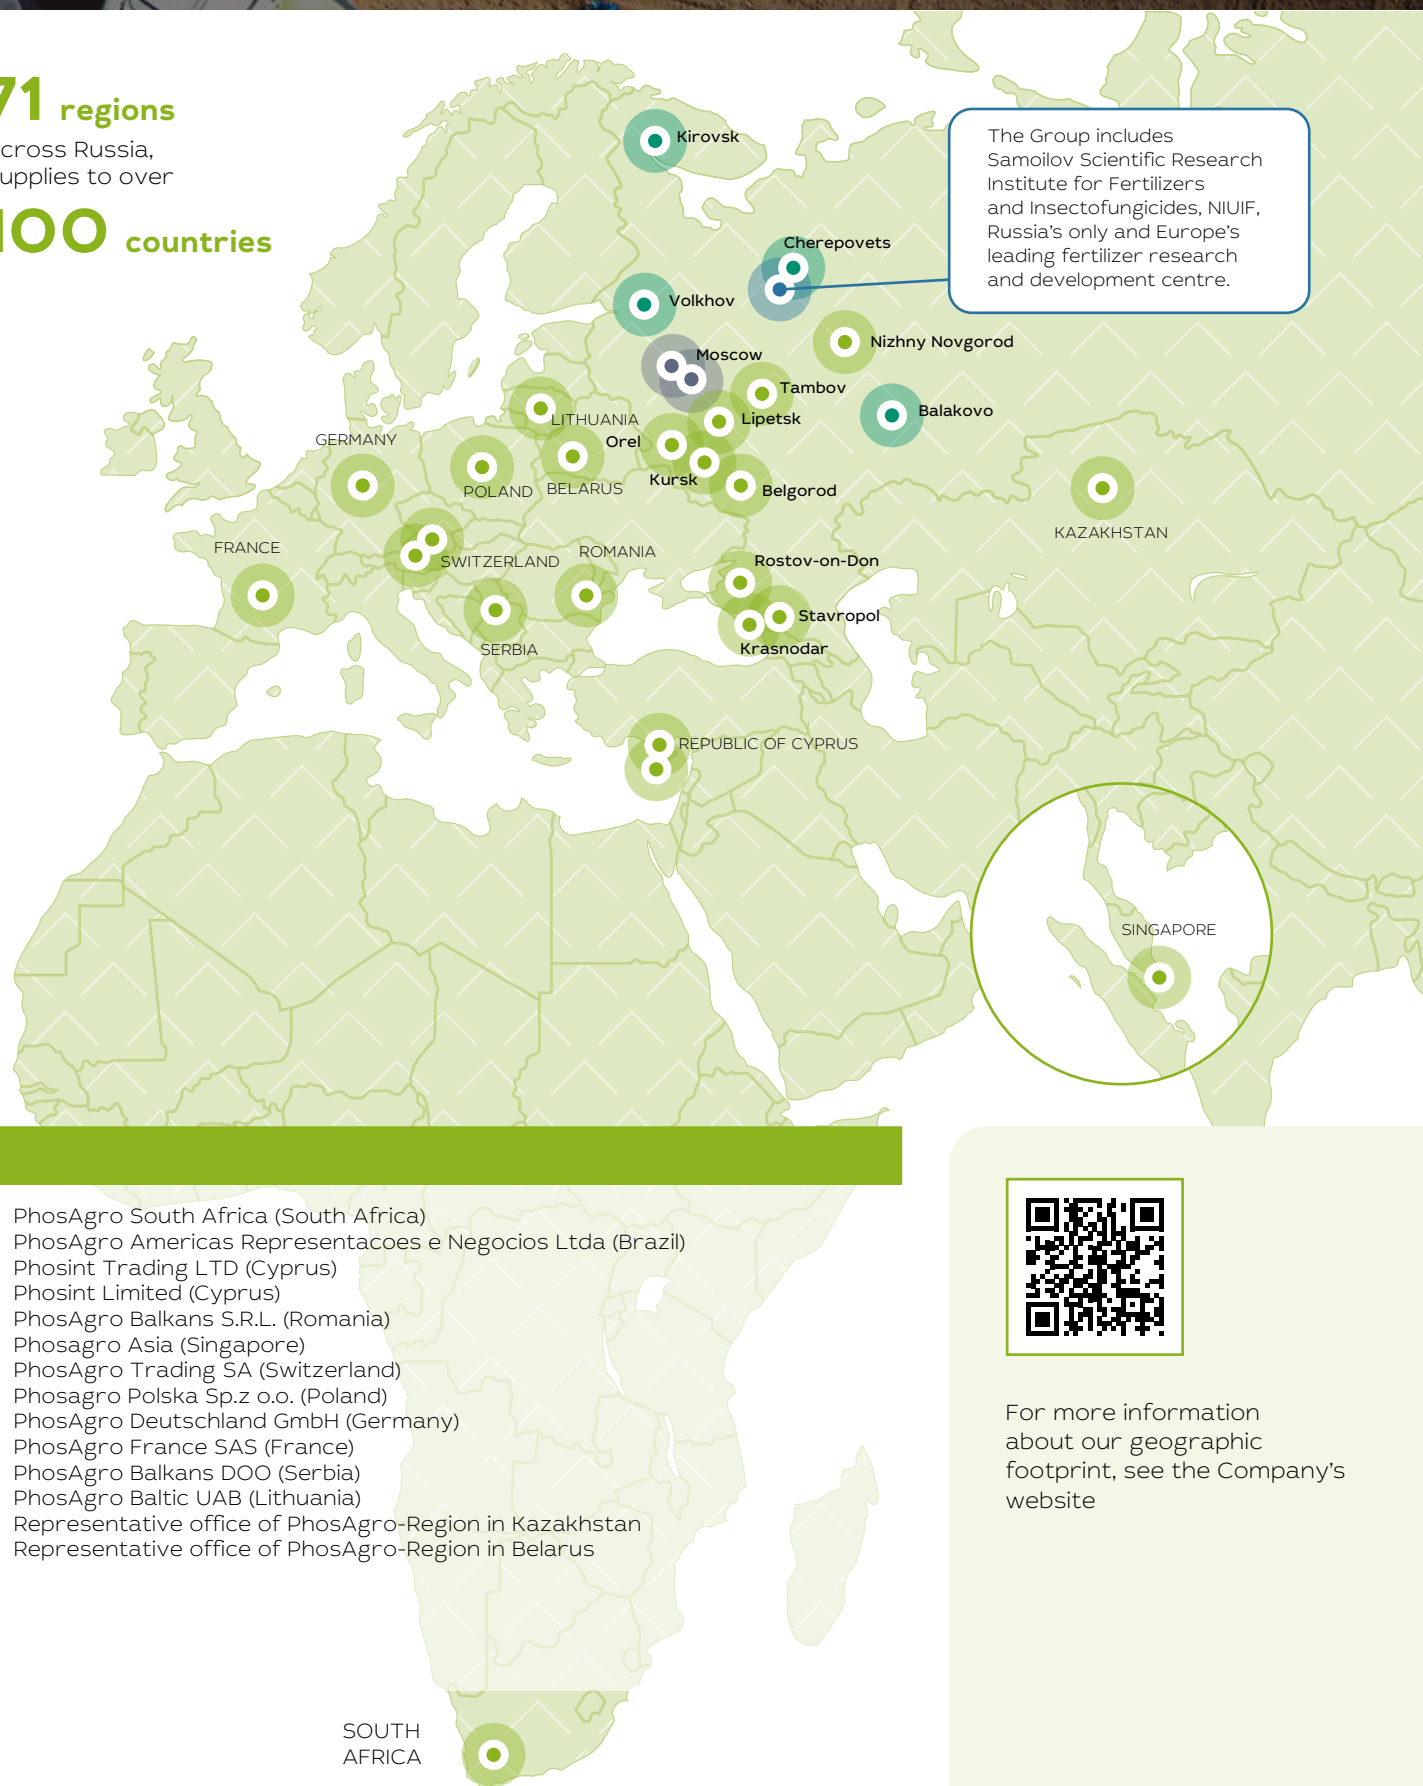 71 regions
cross Russia,
upplies to over
100 countries
Kirovsk
The Group includes
Samoilov Scientific Research
Institute for Fertilizers
and Insectofungicides, NIUIF,
Russia's only and Europe's
leading fertilizer research
and development centre.
Cherepovets
Volkhov
Nizhny Novgorod
Moscow
Tambov
Balakovo
Lipetsk
LITHUANIA
Orel
GERMANY
Kursk
POLAND
BELARUS
Belgorod
KAZAKHSTAN
FRANCE
SWITZERLAND
ROMANIA
Rostov-on-Don
Stavropol
SERBIA
Krasnodar
REPUBLIC OF CYPRUS
SINGAPORE
PhosAgro South Africa (South Africa)
PhosAgro Americas Representacoes e Negocios Ltda (Brazil)
Phosint Trading LTD (Cyprus)
Phosint Limited (Cyprus)
PhosAgro Balkans S.R.L. (Romania)
Phosagro Asia (Singapore)
PhosAgro Trading SA (Switzerland)
Phosagro Polska Sp.z o.o. (Poland)
PhosAgro Deutschland GmbH (Germany)
PhosAgro France SAS (France)
PhosAgro Balkans DOO (Serbia)
PhosAgro Baltic UAB (Lithuania)
Representative office of PhosAgro-Region in Kazakhstan
Representative office of PhosAgro-Region in Belarus
For more information
about our geographic
footprint, see the Company's
website
SOUTH
AFRICA